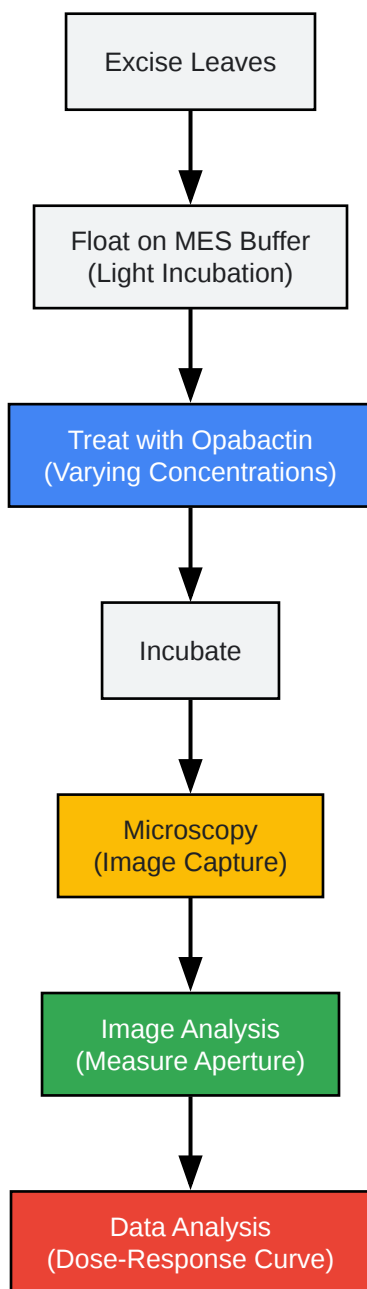 Excise Leaves
Float on MES Buffer
(Light Incubation)
Treat with Opabactin
(Varying Concentrations)
Incubate
Microscopy
(Image Capture)
Image Analysis
(Measure Aperture)
Data Analysis
(Dose-Response Curve)